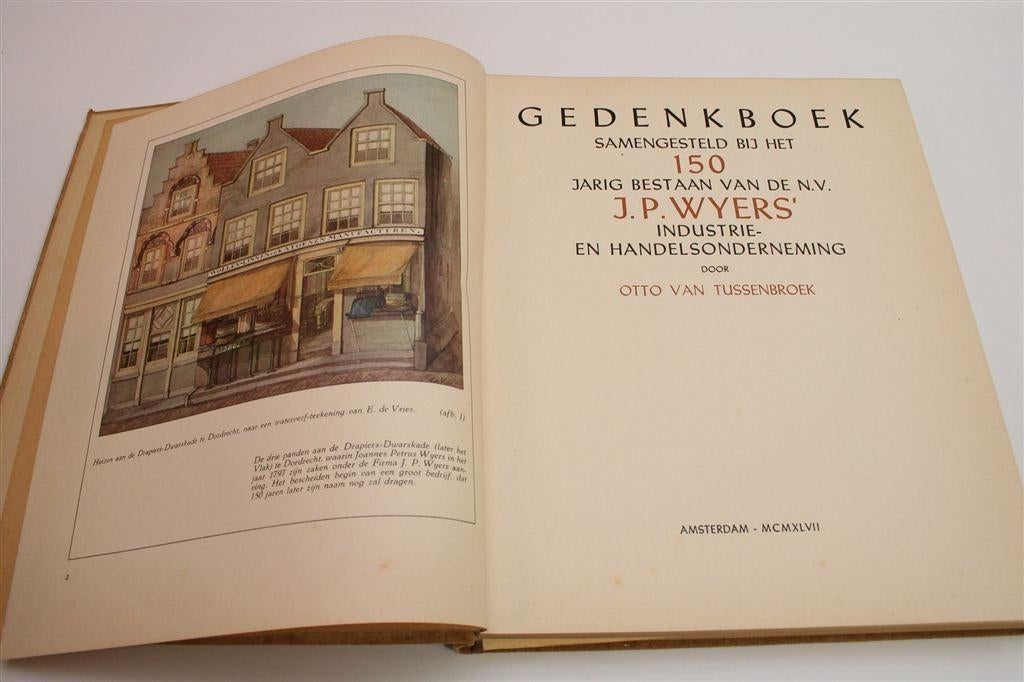 WOLLEN-LINNEN-& KATOENEN MANUFACTUREN.
Huizen aan de Drapiers-Dwarskade te Dordrecht, naar een waterverf-teekening van E. de Vries. (afb. 1)
De drie panden aan de Drapiers-Dwarskade (later het
Vlak) te Dordrecht, waarin Joannes Petrus Wyers in het
jaar 1797 zijn zaken onder de Firma J. P. Wyers aan-
ving. Het bescheiden begin van een groot bedrijf, dat
150 jaren later zijn naam nog zal dragen.
2
GEDENKBOEK
SAMENGESTELD BIJ HET
150
JARIG BESTAAN VAN DE N.V.
J. P. WYERS'
INDUSTRIE-
EN HANDELSONDERNEMING
DOOR
OTTO VAN TUSSENBROEK
AMSTERDAM - MCMXLVII